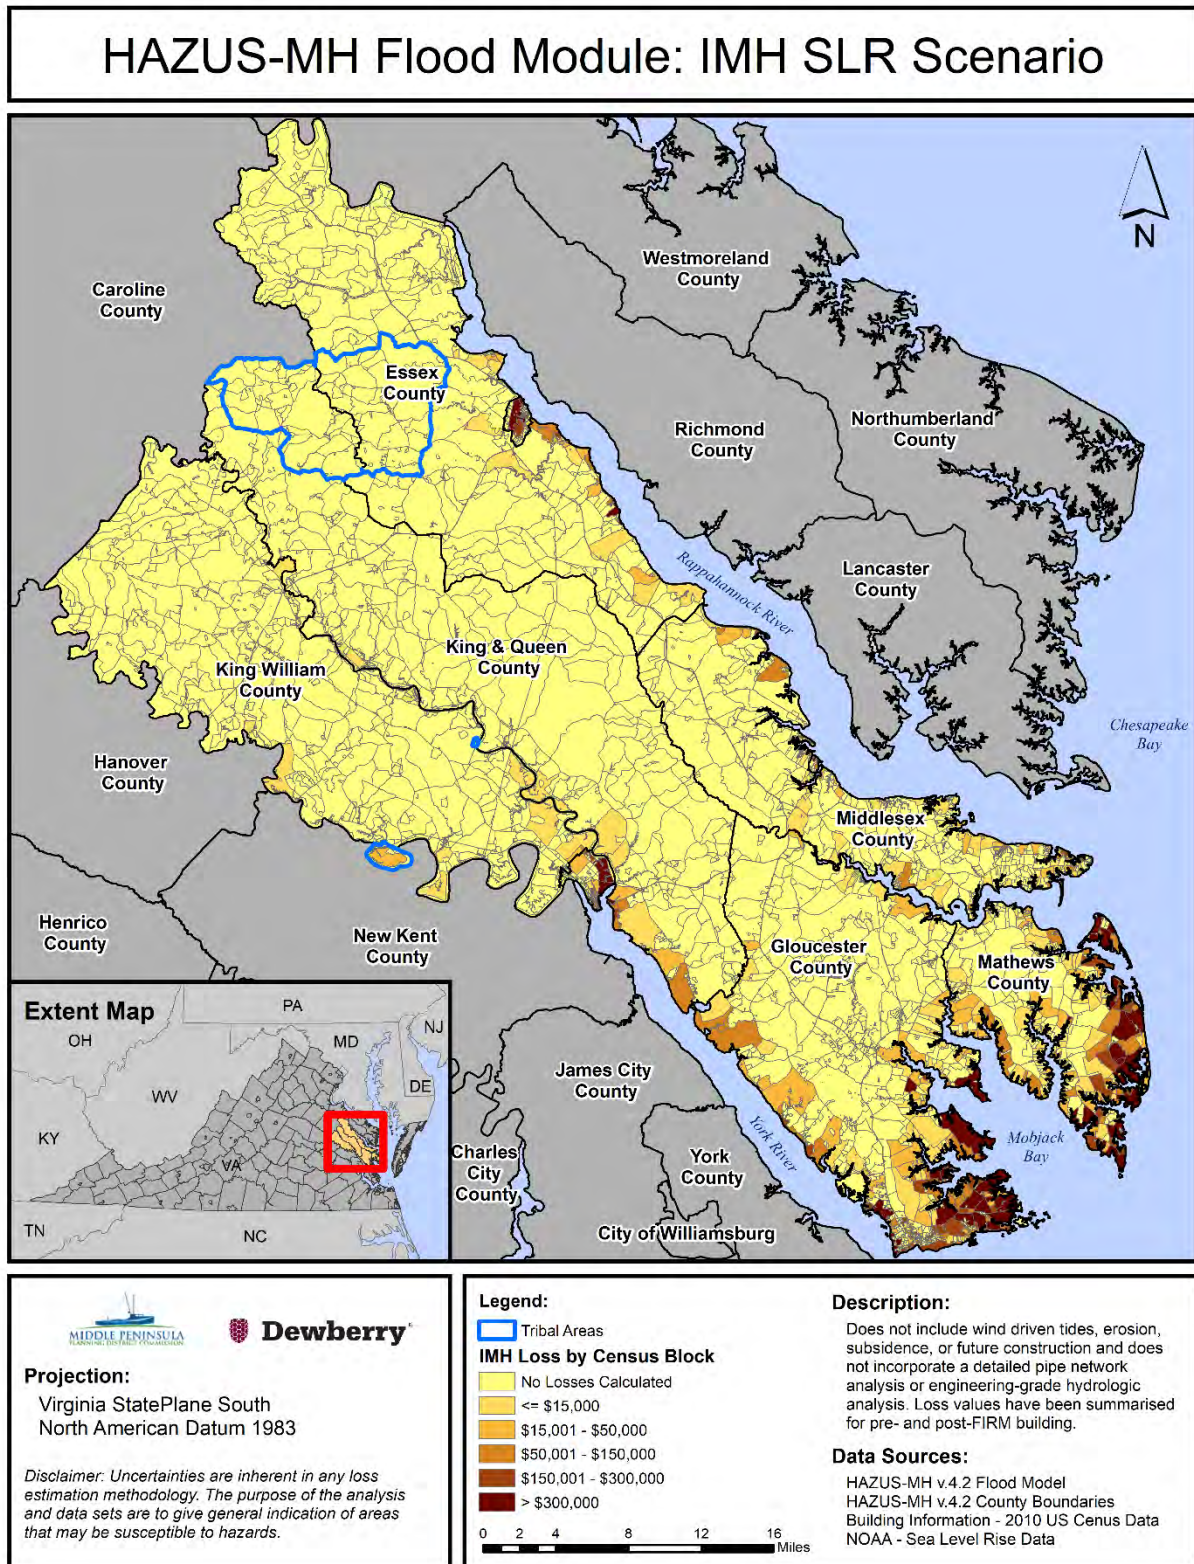 HAZUS-MH Flood Module: IMH SLR Scenario
N
Westmoreland
County
Caroline
County
Essex
County
Richmond
County
Northumberland
County
Lancaster
County
Rappahannock River
King & Queen
County
King William
County
Chesapeake
Bay
Hanover
County
Middlesex
County
Henrico
County
New Kent
County
Gloucester
County
Mathews
County
James City
County
York River
Mobjack
Bay
Charles
City
County
York
County
City of Williamsburg
Extent Map
PA
OH
MD
NJ
DE
WV
KY
VA
TN
NC
MIDDLE PENINSULA
PLANNING DISTRICT COMMISSION
Dewberry
Projection:
Virginia StatePlane South
North American Datum 1983
Disclaimer: Uncertainties are inherent in any loss
estimation methodology. The purpose of the analysis
and data sets are to give general indication of areas
that may be susceptible to hazards.
Legend:
Tribal Areas
IMH Loss by Census Block
No Losses Calculated
<= $15,000
$15,001 - $50,000
$50,001 - $150,000
$150,001 - $300,000
> $300,000
0 2 4 8 12 16
Miles
Description:
Does not include wind driven tides, erosion,
subsidence, or future construction and does
not incorporate a detailed pipe network
analysis or engineering-grade hydrologic
analysis. Loss values have been summarised
for pre- and post-FIRM building.
Data Sources:
HAZUS-MH v.4.2 Flood Model
HAZUS-MH v.4.2 County Boundaries
Building Information - 2010 US Cenus Data
NOAA - Sea Level Rise Data